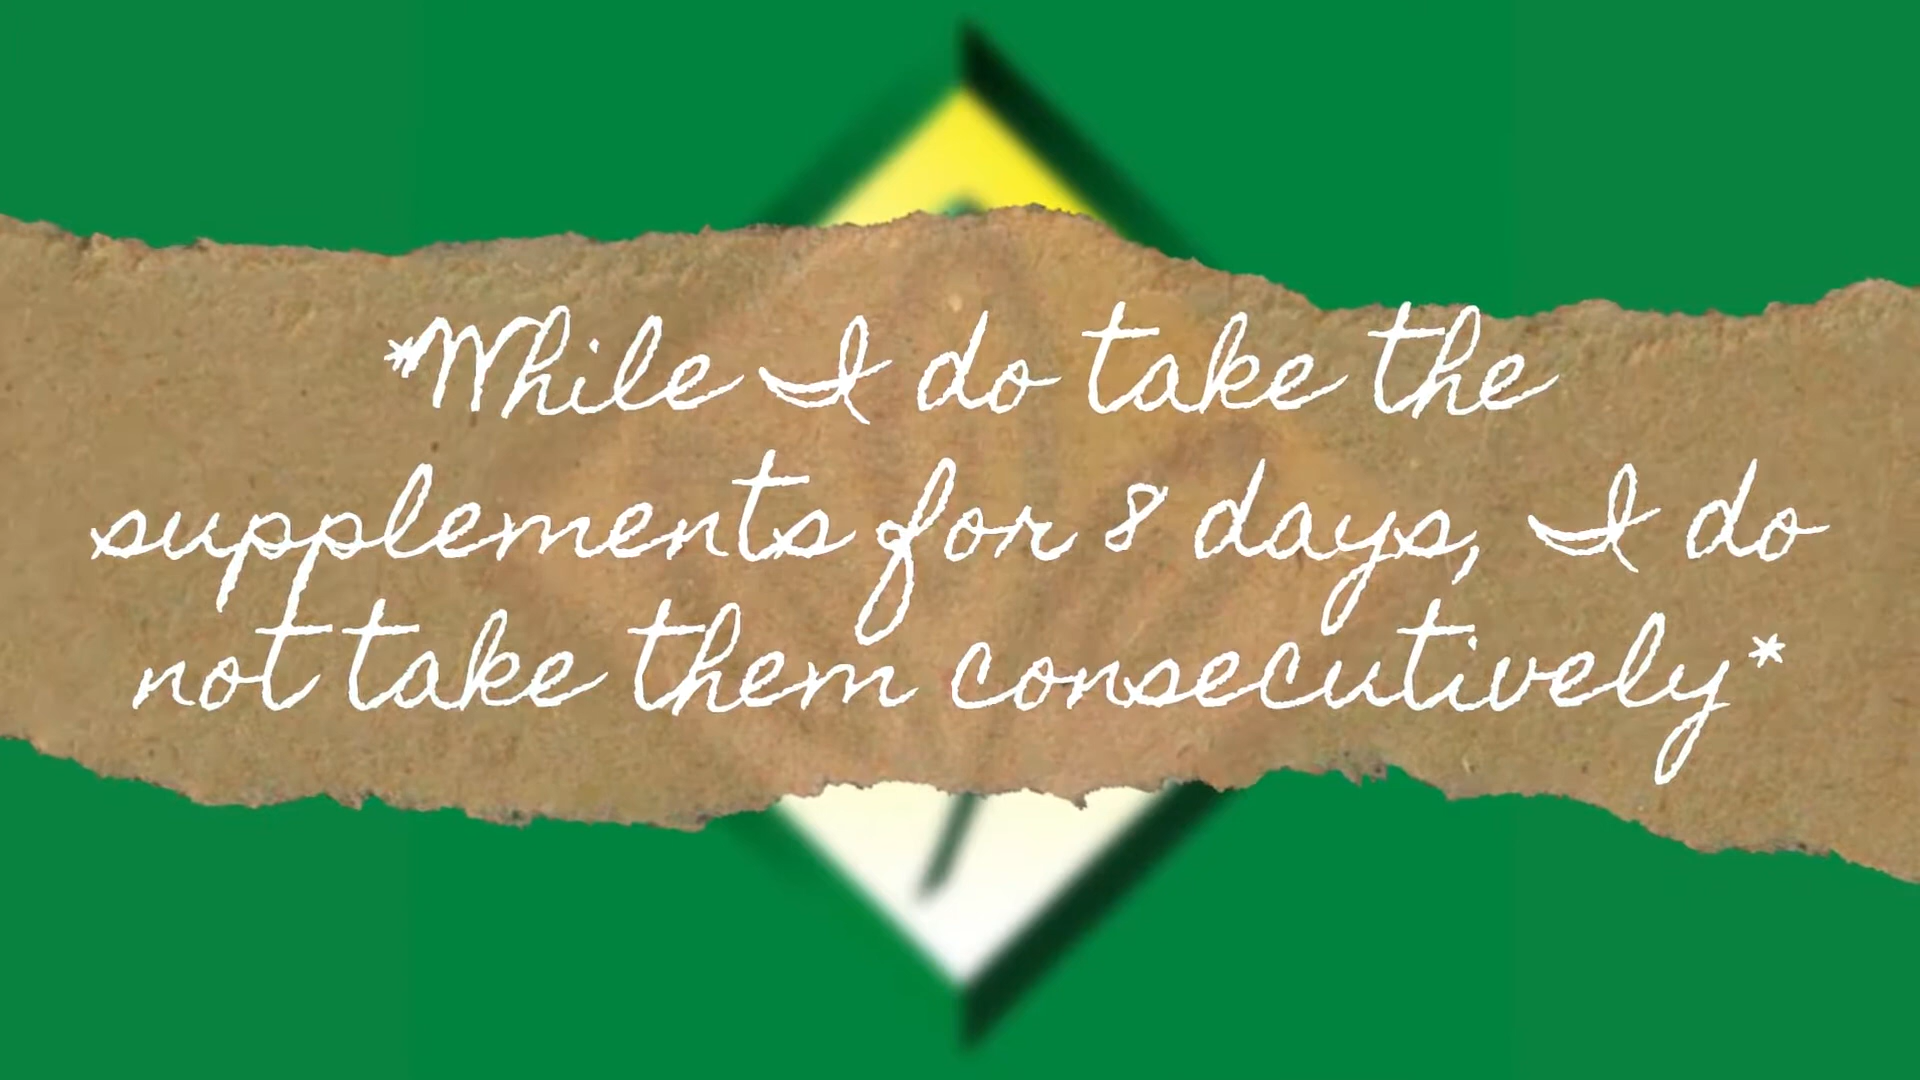 *While I do take the
supplements for 8 days, I do
not take them consecutively*